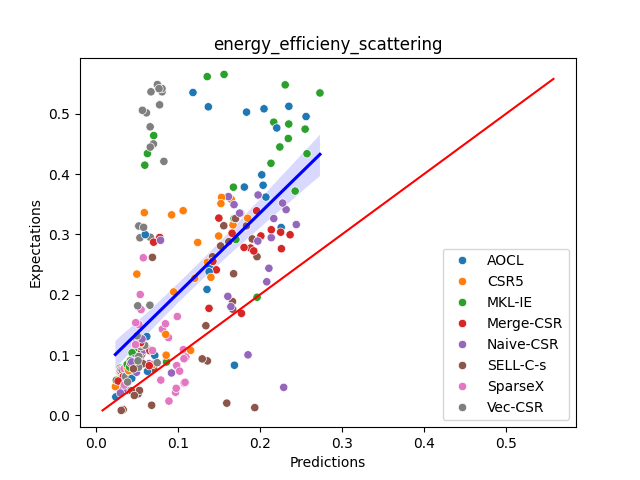 energy_efficieny_scattering
Expectations
0.5
0.4
0.3
0.2
0.1
0.0
0.0 0.1 0.2 0.3 0.4 0.5
Predictions
AOCL
CSR5
MKL-IE
Merge-CSR
Naive-CSR
SELL-C-s
SparseX
Vec-CSR